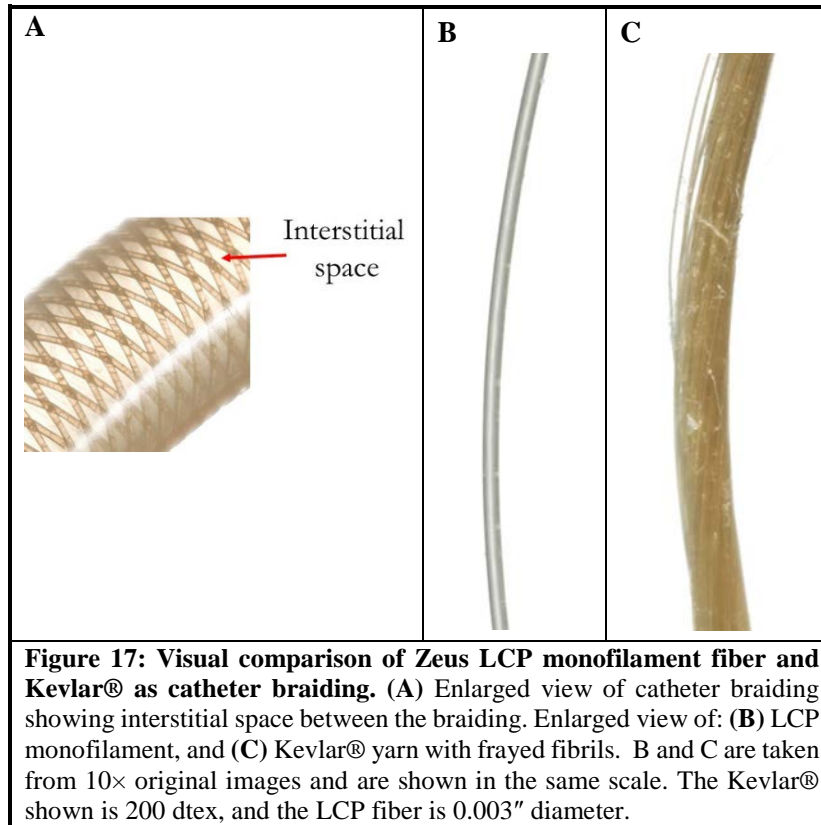 A
B
C
Interstitial
space
Figure 17: Visual comparison of Zeus LCP monofilament fiber and
Kevlar® as catheter braiding. (A) Enlarged view of catheter braiding
showing interstitial space between the braiding. Enlarged view of: (B) LCP
monofilament, and (C) Kevlar® yarn with frayed fibrils. B and C are taken
from 10× original images and are shown in the same scale. The Kevlar®
shown is 200 dtex, and the LCP fiber is 0.003″ diameter.